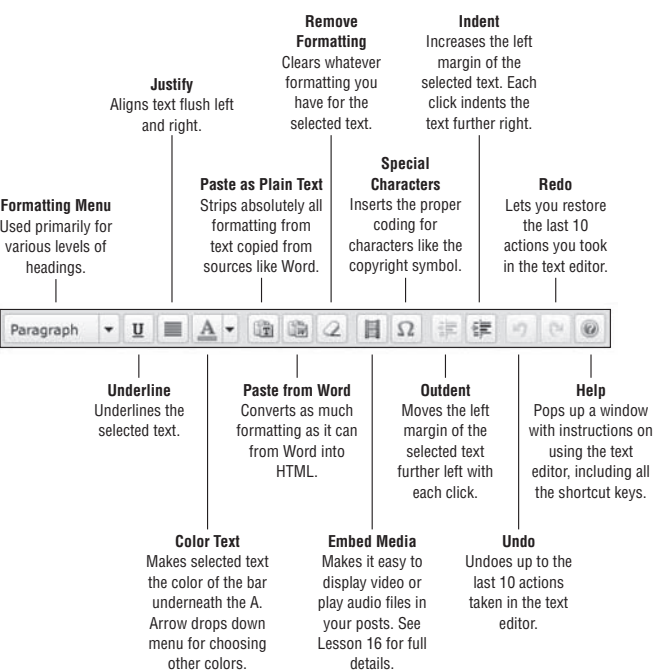 Remove
Formatting
Clears whatever
formatting you
have for the
selected text.
Indent
Increases the left
margin of the
selected text. Each
click indents the
text further right.
Justify
Aligns text flush left
and right.
Special
Characters
Inserts the proper
coding for
characters like the
copyright symbol.
Paste as Plain Text
Strips absolutely all
formatting from
text copied from
sources like Word.
Redo
Lets you restore
the last 10
actions you took
in the text editor.
Formatting Menu
Used primarily for
various levels of
headings.
Paragraph U A T W Ω ?
Underline
Underlines the
selected text.
Paste from Word
Converts as much
formatting as it can
from Word into
HTML.
Outdent
Moves the left
margin of the
selected text
further left with
each click.
Help
Pops up a window
with instructions on
using the text
editor, including all
the shortcut keys.
Color Text
Makes selected text
the color of the bar
underneath the A.
Arrow drops down
menu for choosing
other colors.
Embed Media
Makes it easy to
display video or
play audio files in
your posts. See
Lesson 16 for full
details.
Undo
Undoes up to the
last 10 actions
taken in the text
editor.